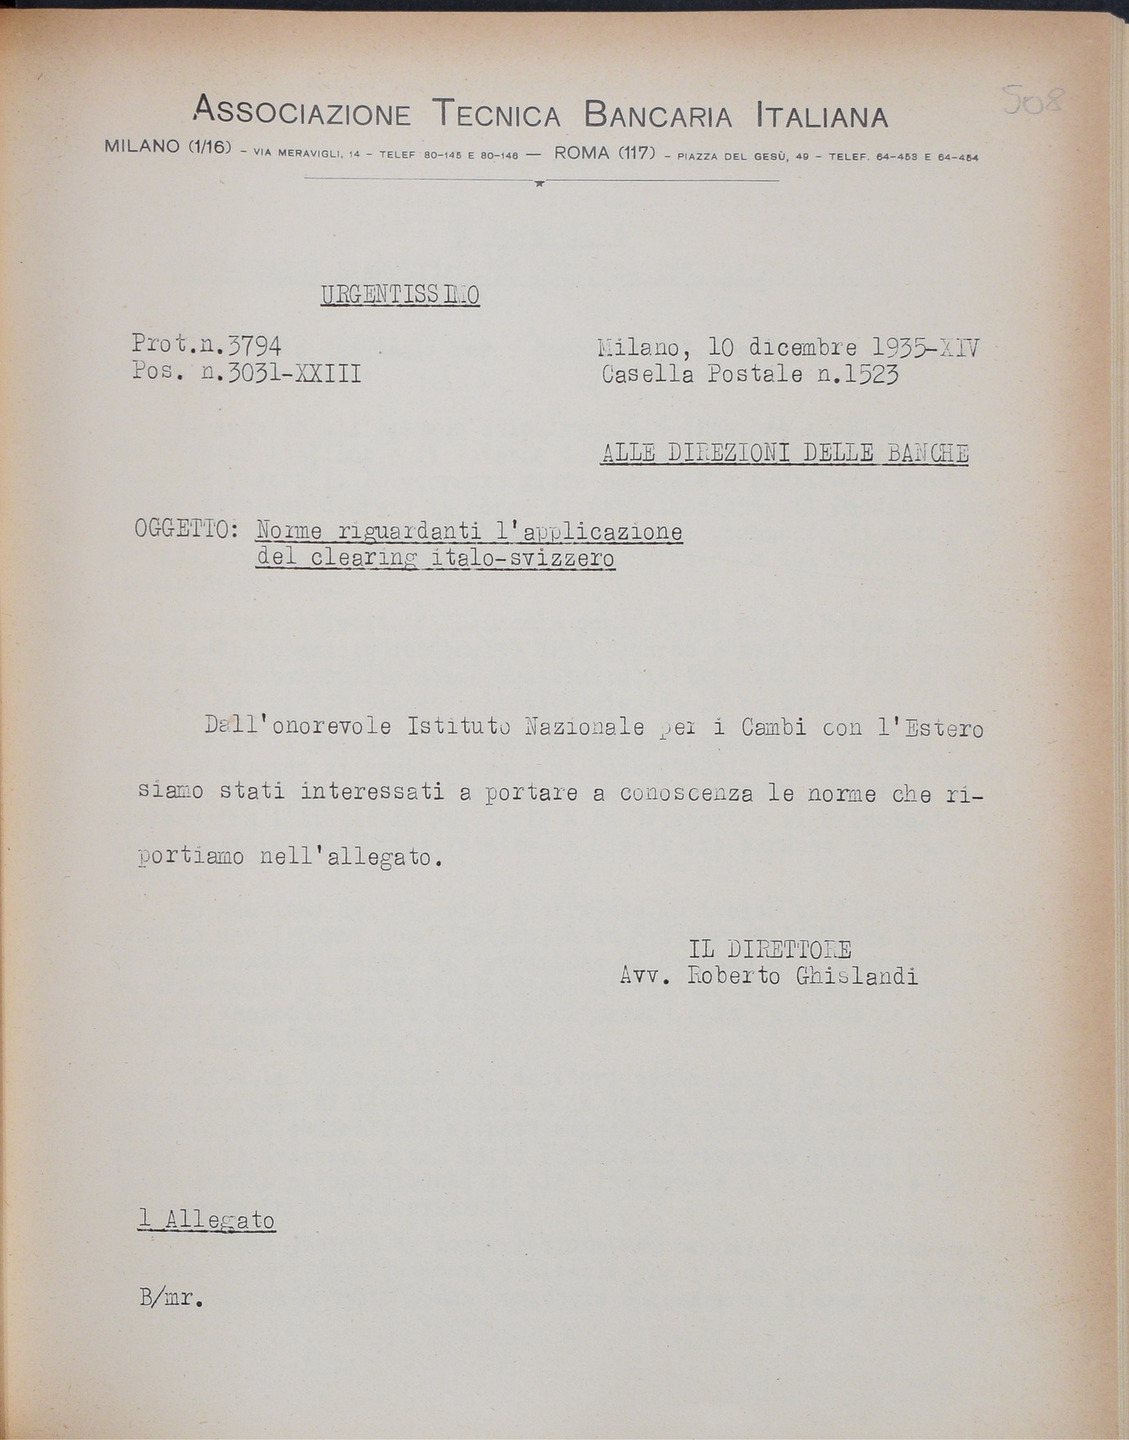 508
ASSOCIAZIONE TECNICA BANCARIA ITALIANA
MILANO (1/16) - VIA MERAVIGLI, 14 - TELEF 80-145 E 80-146 — ROMA (117) - PIAZZA DEL GESÙ, 49 - TELEF. 64-453 E 64-454
URGENTISSIMO
Prot.n.3794
Milano, 10 dicembre 1935-XIV
Pos. n.3031-XXIII
Casella Postale n.1523
ALLE DIREZIONI DELLE BANCHE
OGGETTO: Norme riguardanti l'applicazione
del clearing italo-svizzero
Dall'onorevole Istituto Nazionale per i Cambi con l'Estero
siamo stati interessati a portare a conoscenza le norme che ri-
portiamo nell'allegato.
IL DIRETTORE
Avv. Roberto Ghislandi
1 Allegato
B/mr.